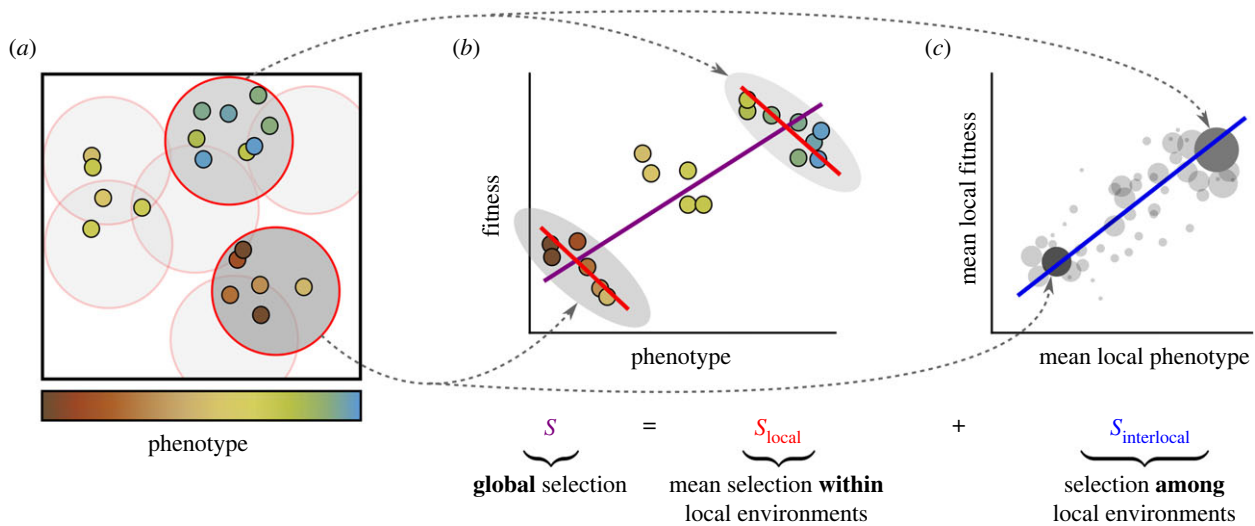 (a)
(b)
(c)
phenotype
fitness
phenotype
mean local fitness
mean local phenotype
S = S_local + S_interlocal
global selection
mean selection within
local environments
selection among
local environments